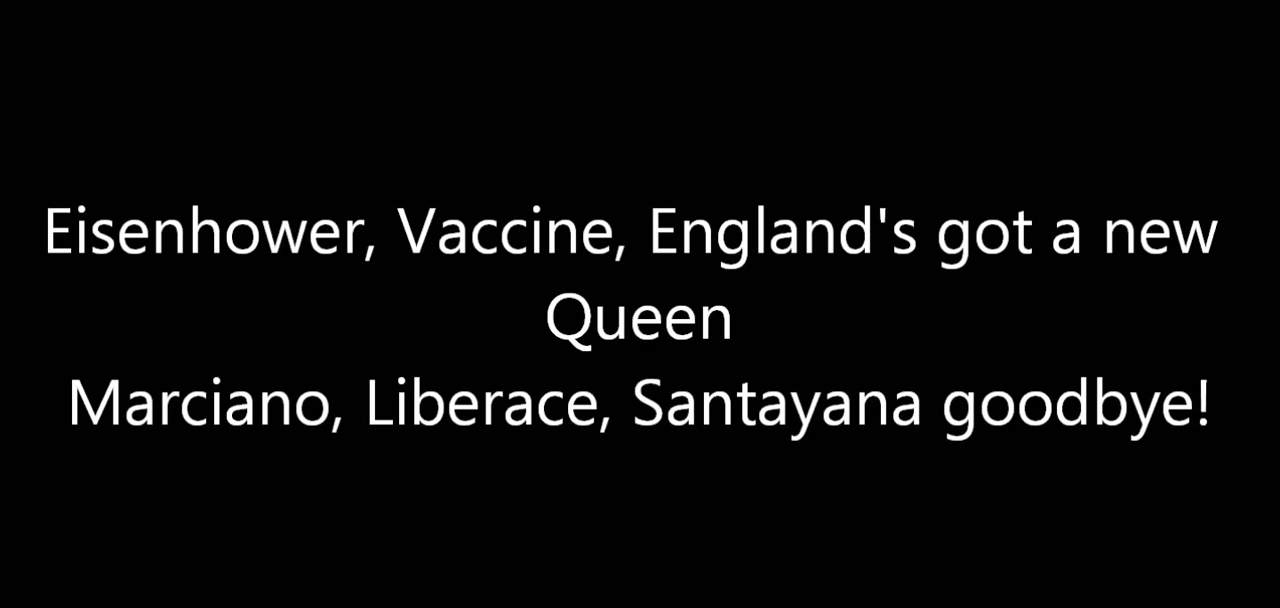 Eisenhower, Vaccine, England's got a new
Queen
Marciano, Liberace, Santayana goodbye!